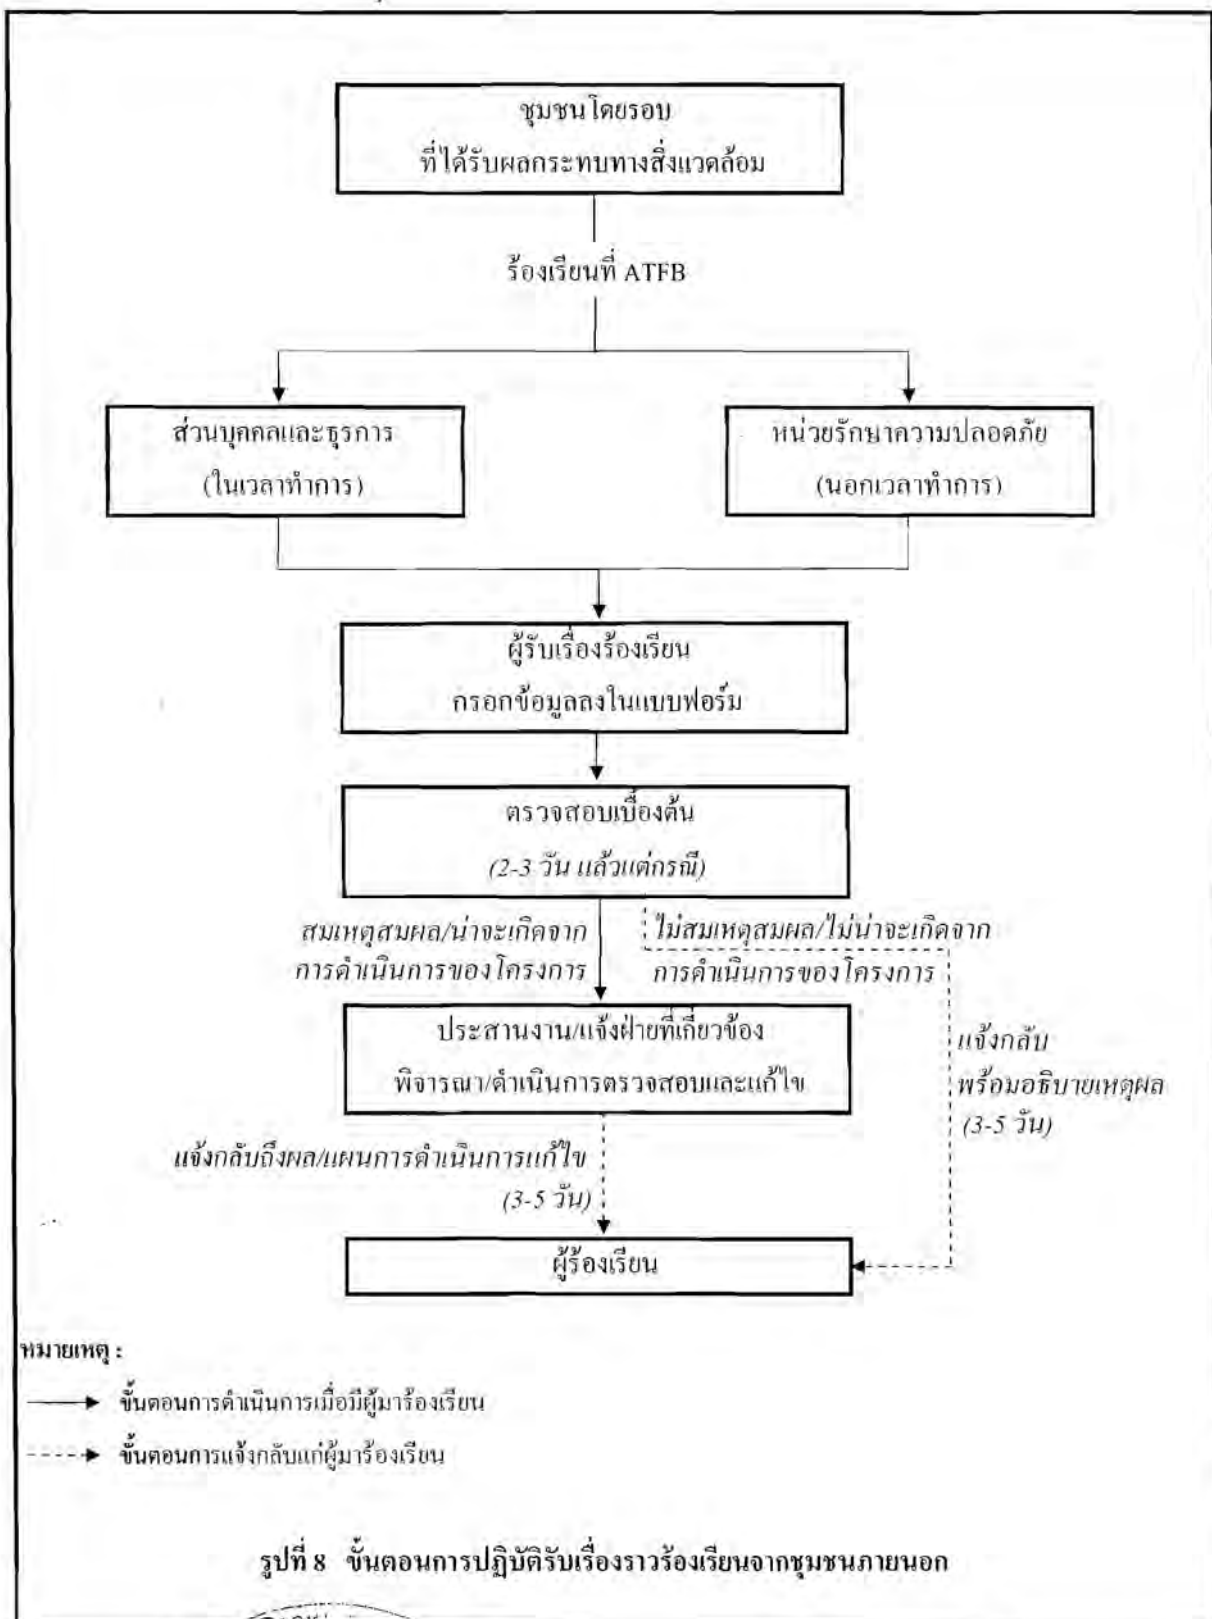 ชุมชนโดยรอบ
ที่ได้รับผลกระทบทางสิ่งแวดล้อม
ร้องเรียนที่ ATFB
ส่วนบุคคลและธุรการ
(ในเวลาทำการ)
หน่วยรักษาความปลอดภัย
(นอกเวลาทำการ)
ผู้รับเรื่องร้องเรียน
กรอกข้อมูลลงในแบบฟอร์ม
ตรวจสอบเบื้องต้น
(2-3 วัน แล้วแต่กรณี)
สมเหตุสมผล/น่าจะเกิดจาก
การดำเนินการของโครงการ
ไม่สมเหตุสมผล/ไม่น่าจะเกิดจาก
การดำเนินการของโครงการ
ประสานงาน/แจ้งฝ่ายที่เกี่ยวข้อง
พิจารณา/ดำเนินการตรวจสอบและแก้ไข
แจ้งกลับ
พร้อมอธิบายเหตุผล
(3-5 วัน)
แจ้งกลับถึงผล/แผนการดำเนินการแก้ไข
(3-5 วัน)
ผู้ร้องเรียน
หมายเหตุ :
ขั้นตอนการดำเนินการเมื่อมีผู้มาร้องเรียน
ขั้นตอนการแจ้งกลับแก่ผู้มาร้องเรียน
รูปที่ 8 ขั้นตอนการปฏิบัติรับเรื่องราวร้องเรียนจากชุมชนภายนอก